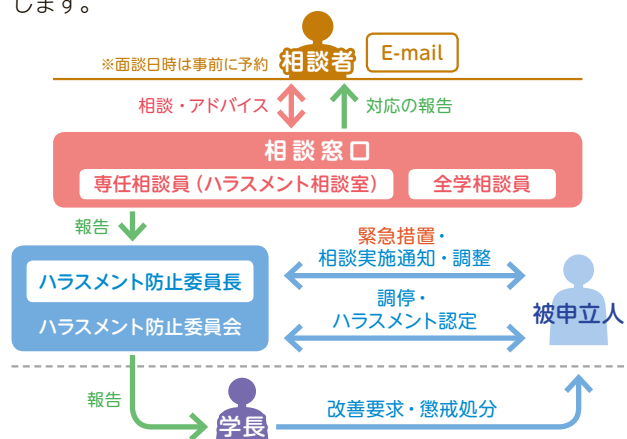 します。
※面談日時は事前に予約
相談者
E-mail
相談・アドバイス
対応の報告
相談窓口
専任相談員(ハラスメント相談室)
全学相談員
報告
緊急措置・
相談実施通知・調整
ハラスメント防止委員長
調停・
ハラスメント認定
ハラスメント防止委員会
被申立人
報告
学長
改善要求・懲戒処分